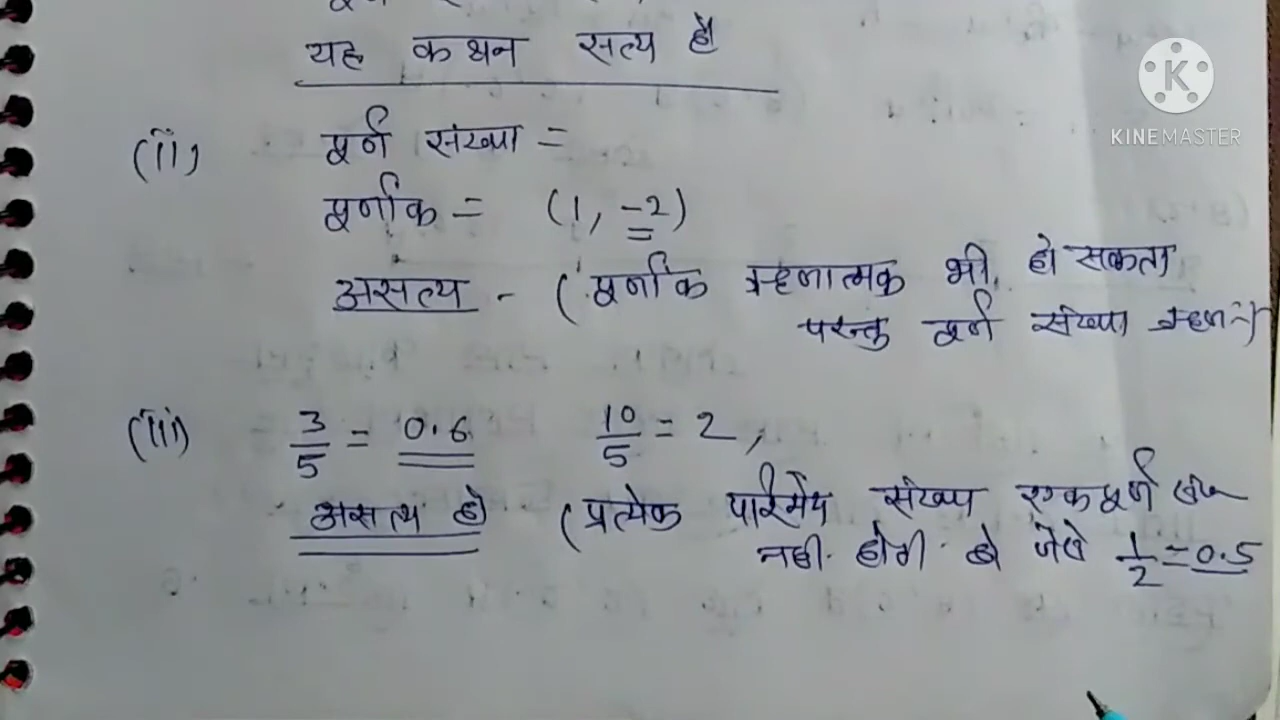 यह कथन सत्य है
(ii) पूर्ण संख्या =
पूर्णांक = (1, -2)
असत्य - ( पूर्णांक ऋणात्मक भी हो सकता
परन्तु पूर्ण संख्या
(iii) 3/5 = 0.6 10/5 = 2,
असत्य है (प्रत्येक परिमेय संख्या एक पूर्ण
नही होती है जैसे 1/2 = 0.5
K
KINEMASTER